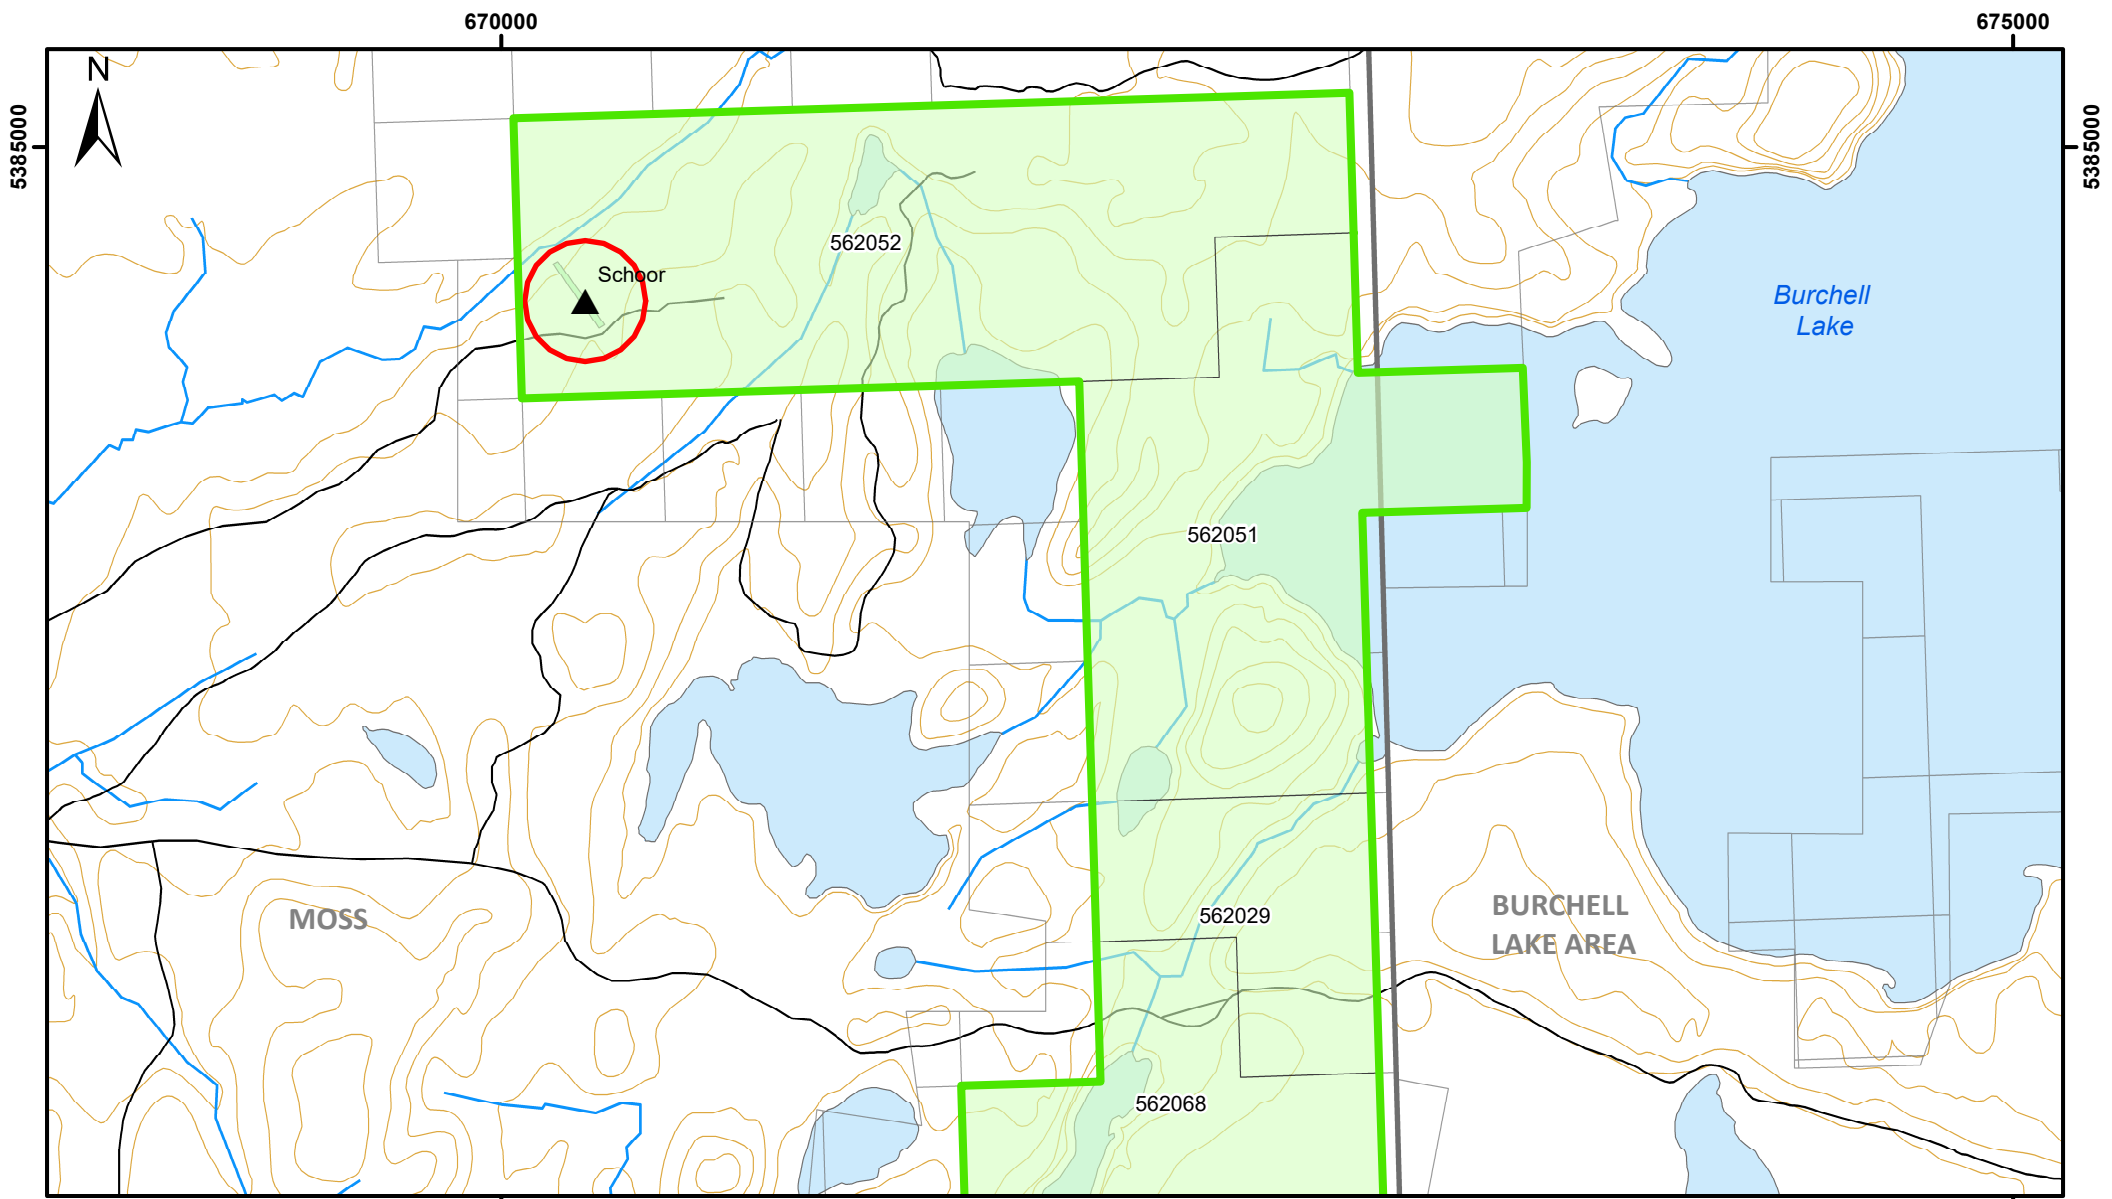 670000
675000
N
5385000
5385000
562052
Schoor
Burchell
Lake
562051
562029
MOSS
BURCHELL
LAKE AREA
562068